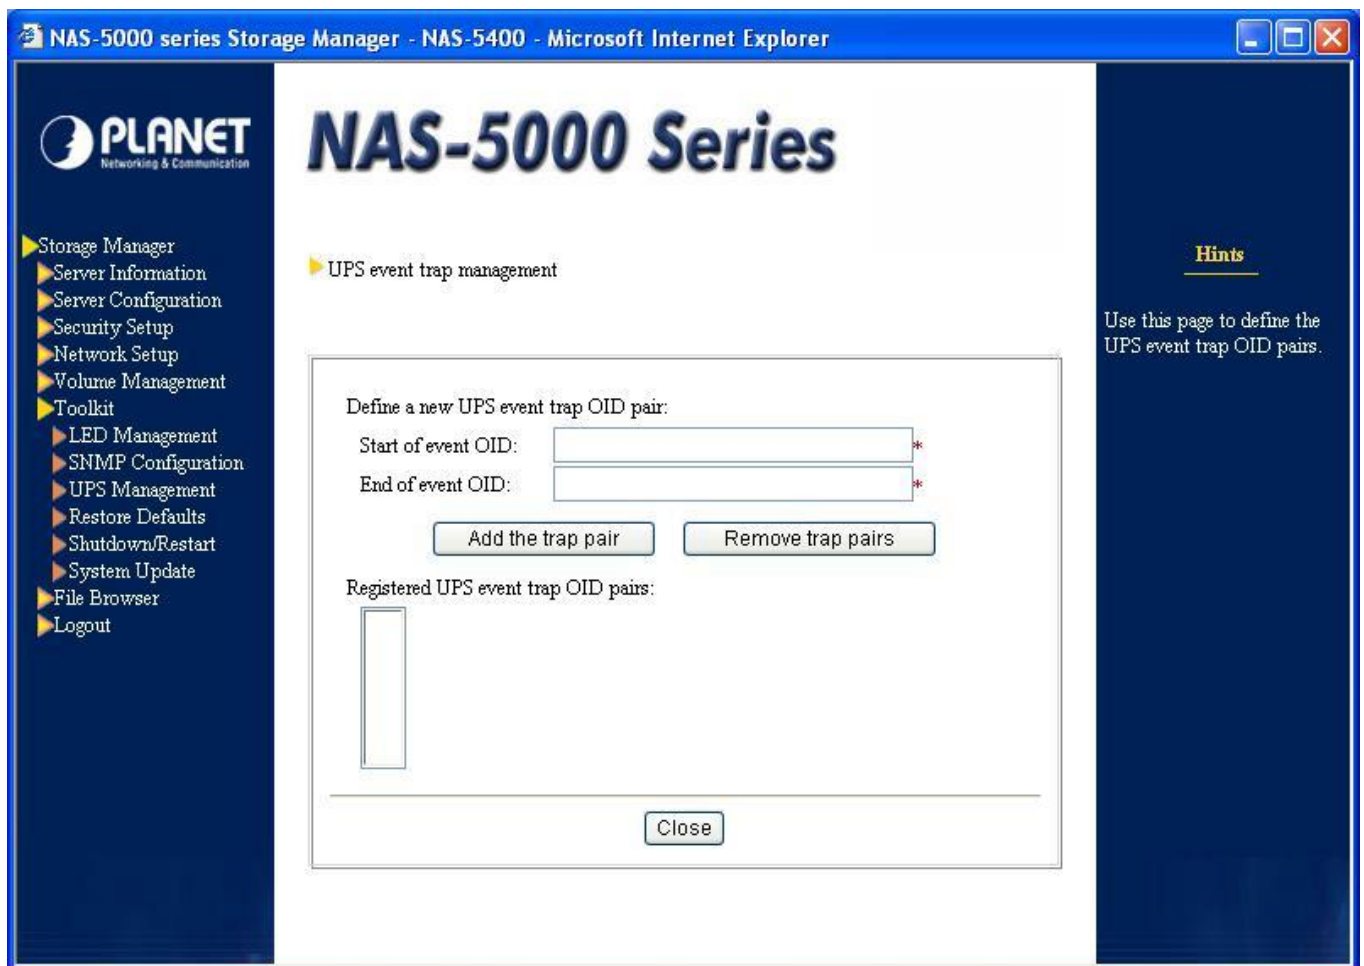 NAS-5000 series Storage Manager - NAS-5400 - Microsoft Internet Explorer
PLANET
Networking & Communication
NAS-5000 Series
Storage Manager
Server Information
Server Configuration
Security Setup
Network Setup
Volume Management
Toolkit
LED Management
SNMP Configuration
UPS Management
Restore Defaults
Shutdown/Restart
System Update
File Browser
Logout
UPS event trap management
Define a new UPS event trap OID pair:
Start of event OID: *
End of event OID: *
Add the trap pair Remove trap pairs
Registered UPS event trap OID pairs:
Close
Hints
Use this page to define the
UPS event trap OID pairs.